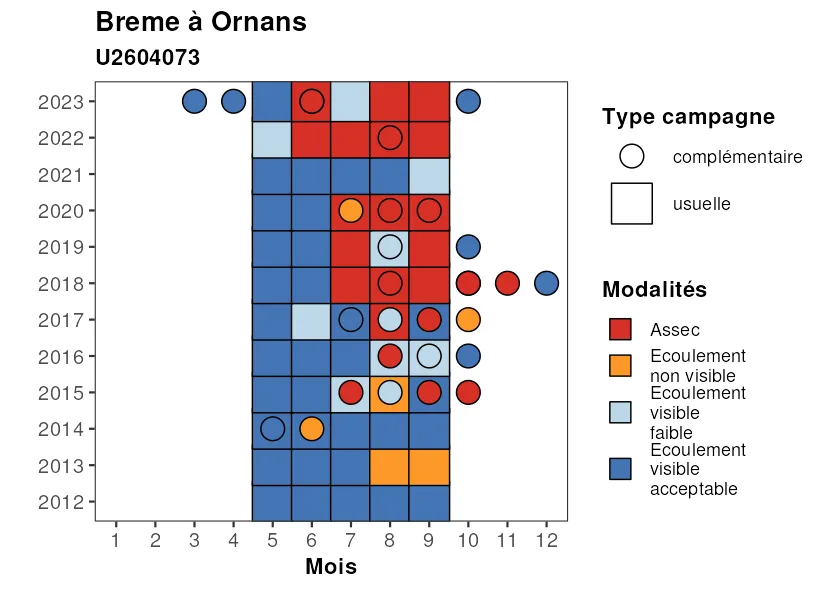 Breme à Ornans
U2604073
2023
2022
2021
2020
2019
2018
2017
2016
2015
2014
2013
2012
1 2 3 4 5 6 7 8 9 10 11 12
Mois
Type campagne
complémentaire
usuelle
Modalités
Assec
Ecoulement
non visible
Ecoulement
visible
faible
Ecoulement
visible
acceptable